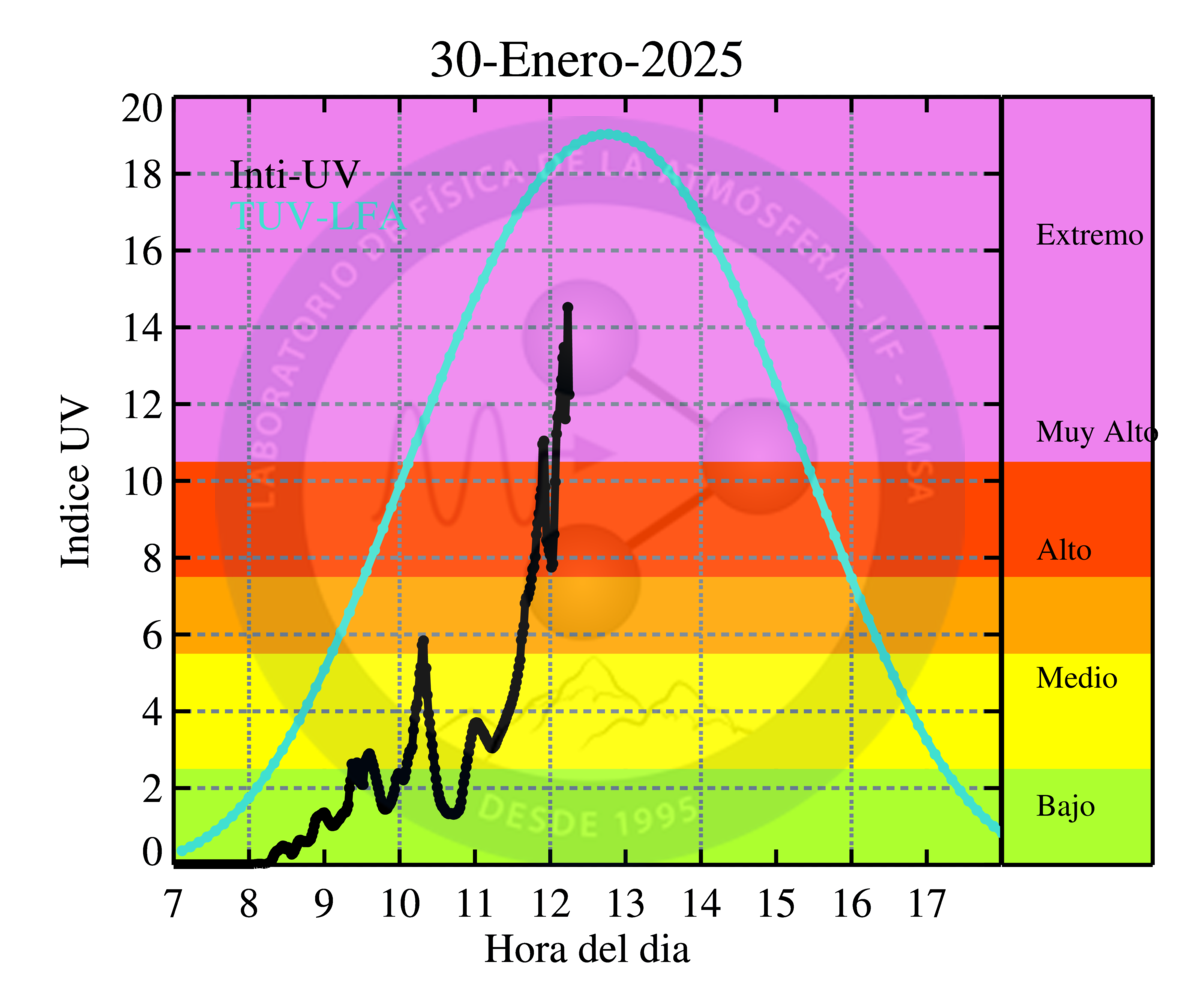 30-Enero-2025
20
18
16
14
12
10
8
6
4
2
0
Indice UV
Inti-UV
TUV-LFA
LABORATORIO DE FÍSICA DE LA ATMÓSFERA - IIF - UMSA
DESDE 1995
Extremo
Muy Alto
Alto
Medio
Bajo
7 8 9 10 11 12 13 14 15 16 17
Hora del dia